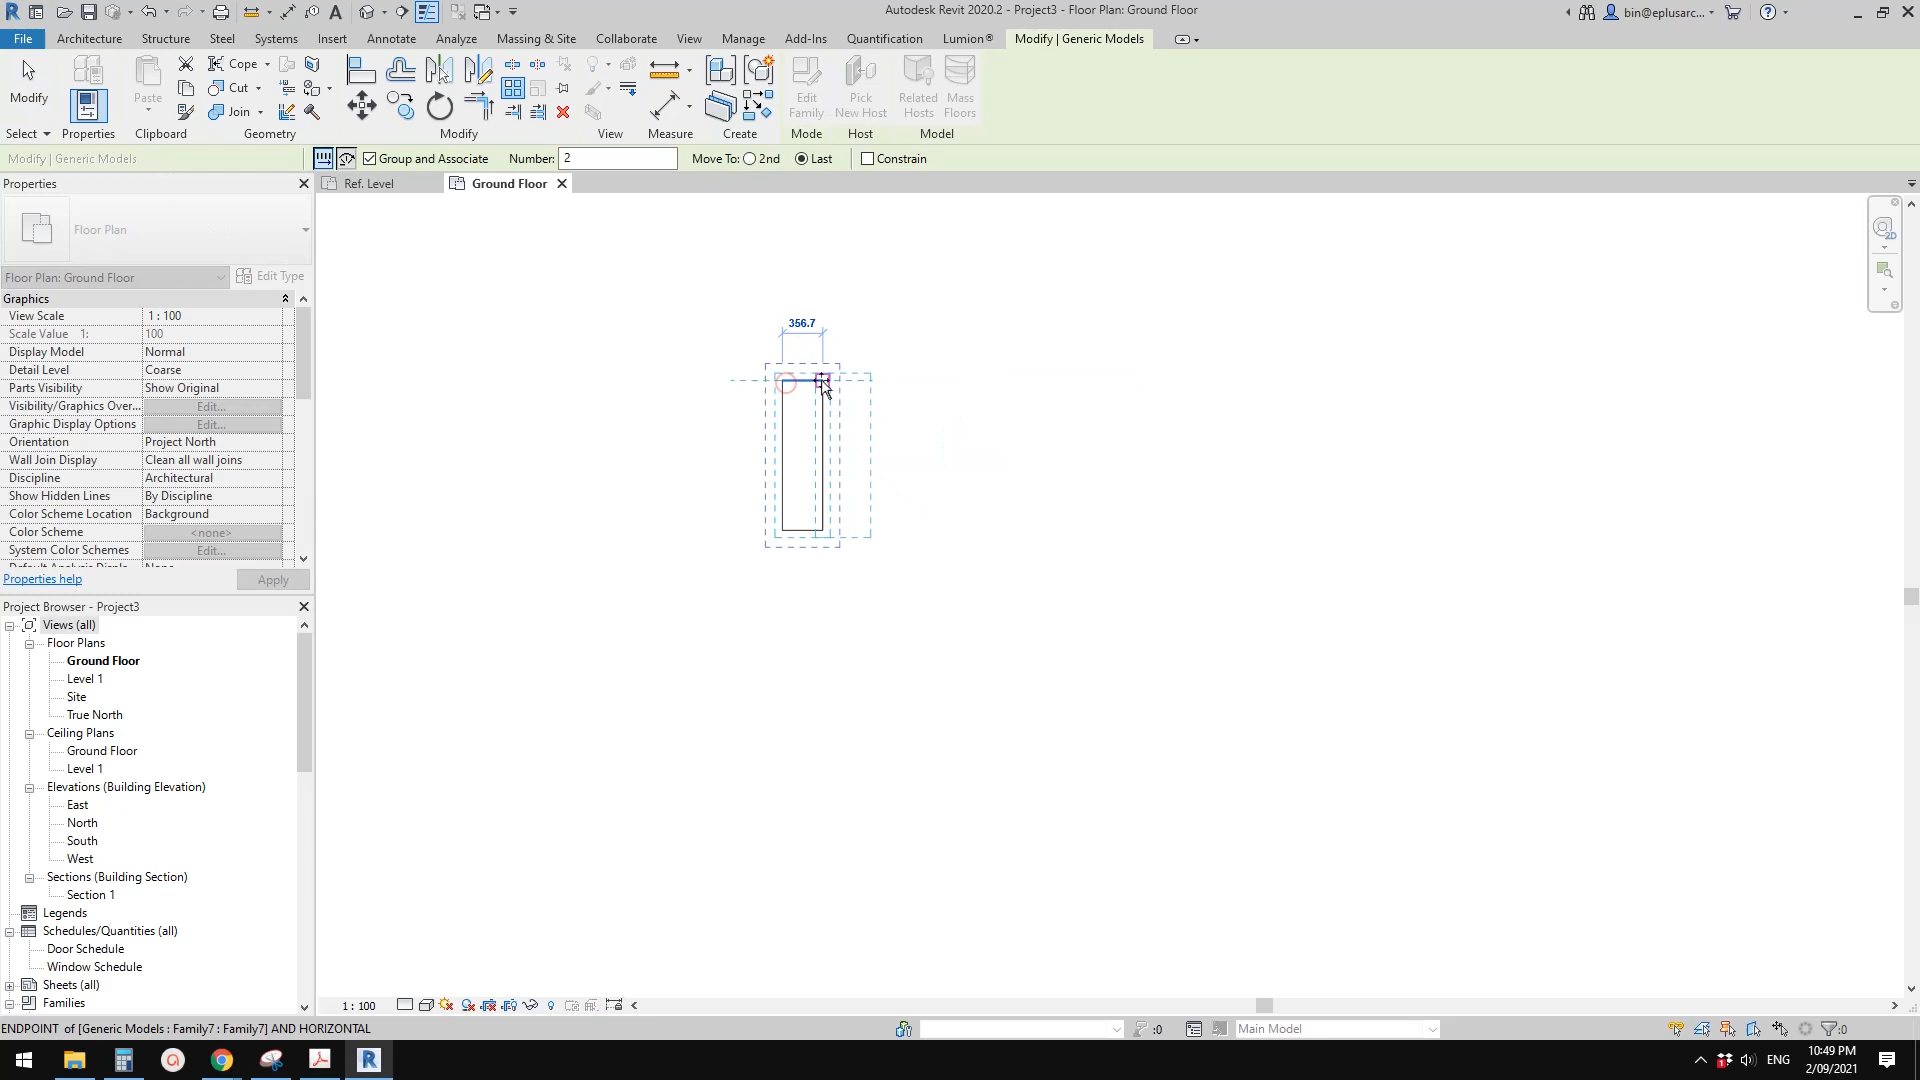 Autodesk Revit 2020.2 - Project3 - Floor Plan: Ground Floor
bin@eplusarc...
File Architecture Structure Steel Systems Insert Annotate Analyze Massing & Site Collaborate View Manage Add-Ins Quantification Lumion® Modify | Generic Models
Modify
Paste
Cope
Cut
Join
Edit Family
Pick New Host
Related Hosts
Mass Floors
Select Properties Clipboard Geometry Modify View Measure Create Mode Host Model
Modify | Generic Models
Group and Associate Number: 2 Move To: 2nd Last Constrain
Properties
Ref. Level Ground Floor
Floor Plan
Floor Plan: Ground Floor Edit Type
Graphics
View Scale 1 : 100
Scale Value 1: 100
Display Model Normal
Detail Level Coarse
Parts Visibility Show Original
Visibility/Graphics Over... Edit...
Graphic Display Options Edit...
Orientation Project North
Wall Join Display Clean all wall joins
Discipline Architectural
Show Hidden Lines By Discipline
Color Scheme Location Background
Color Scheme <none>
System Color Schemes Edit...
Properties help Apply
356.7
Project Browser - Project3
Views (all)
Floor Plans
Ground Floor
Level 1
Site
True North
Ceiling Plans
Ground Floor
Level 1
Elevations (Building Elevation)
East
North
South
West
Sections (Building Section)
Section 1
Legends
Schedules/Quantities (all)
Door Schedule
Window Schedule
Sheets (all)
Families
1 : 100
ENDPOINT of [Generic Models : Family7 : Family7] AND HORIZONTAL
:0
Main Model
:0
ENG
10:49 PM
2/09/2021